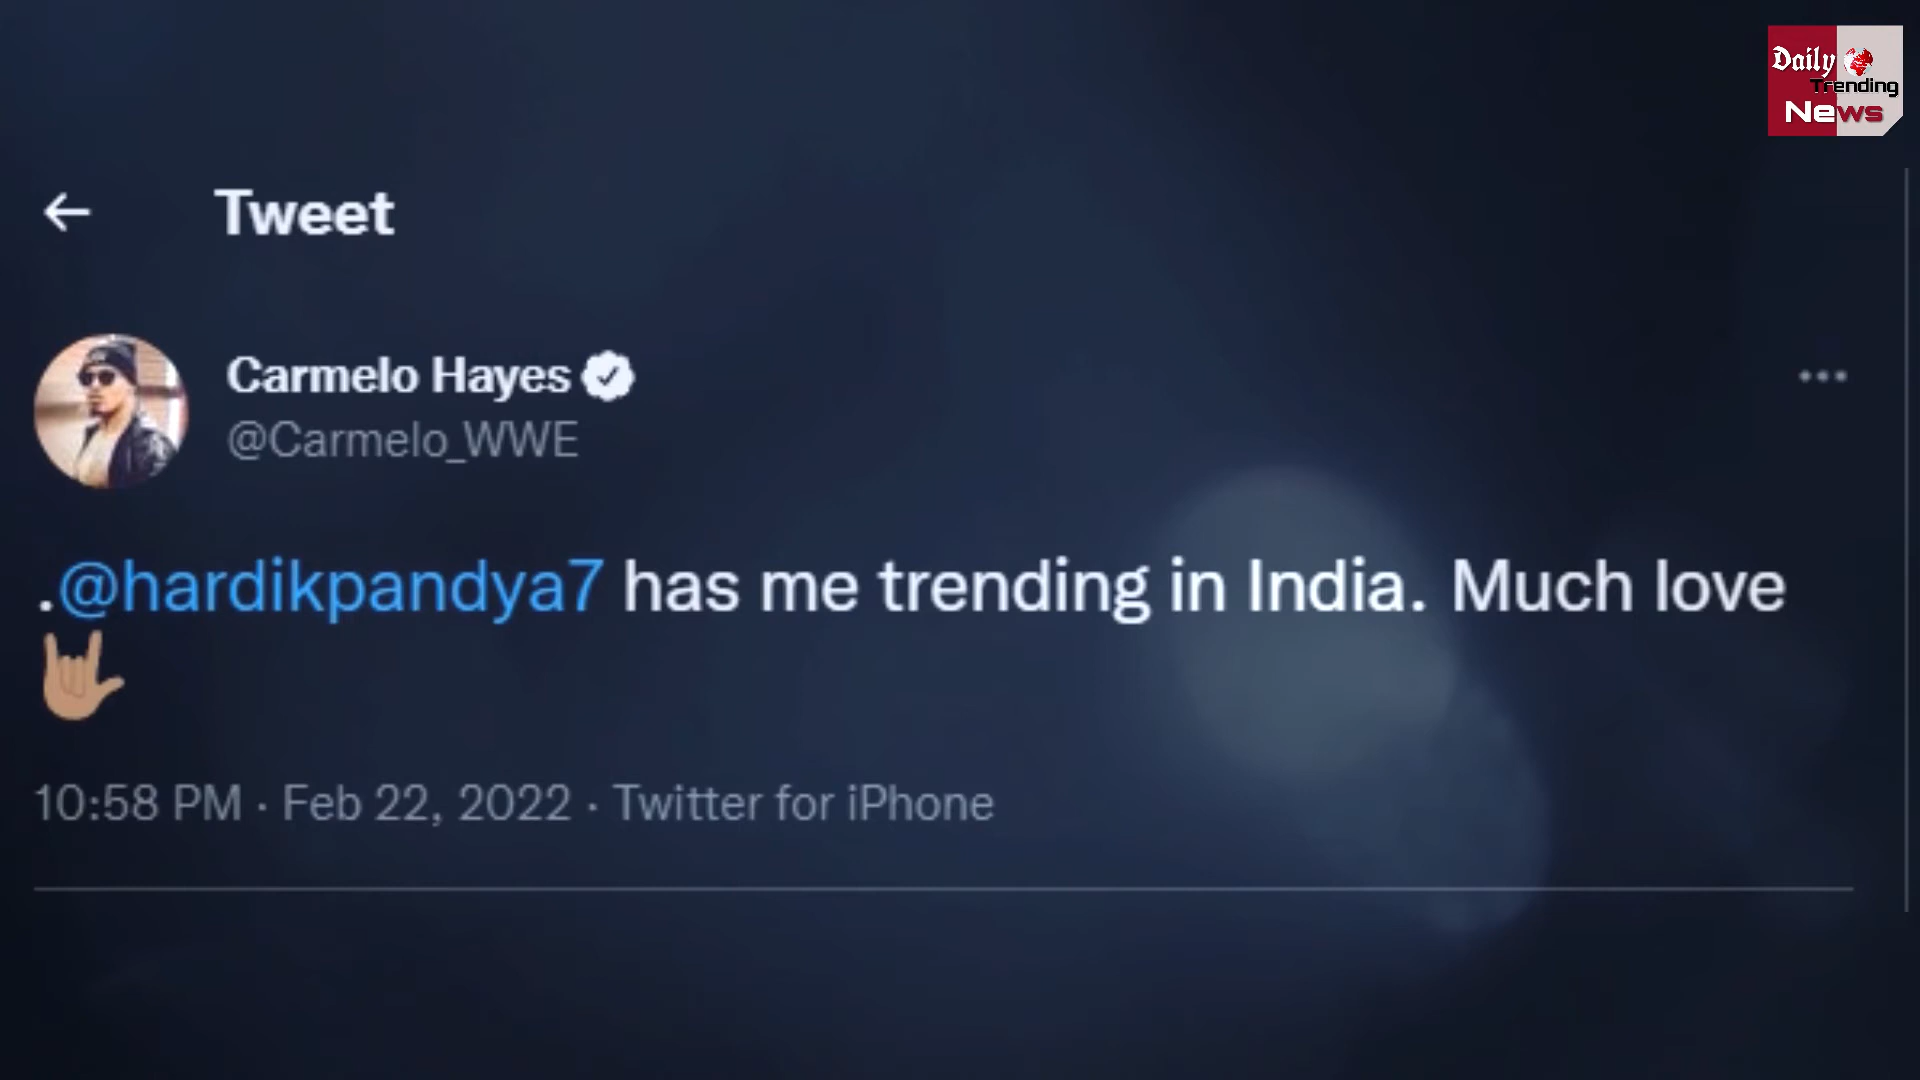 Daily
Trending
News
Tweet
Carmelo Hayes
@Carmelo_WWE
.@hardikpandya7 has me trending in India. Much love
🤟🏼
10:58 PM · Feb 22, 2022 · Twitter for iPhone